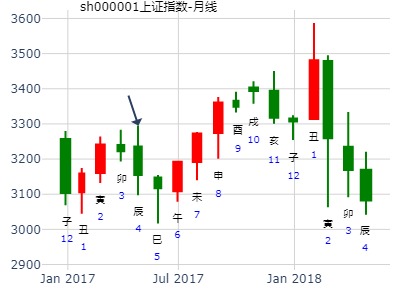 sh000001上证指数-月线
3600
3500
3400
3300
3200
3100
3000
2900
子
12
丑
1
寅
2
卯
3
辰
4
巳
5
午
6
未
7
申
8
酉
9
戌
10
亥
11
子
12
丑
1
寅
2
卯
3
辰
4
Jan 2017
Jul 2017
Jan 2018